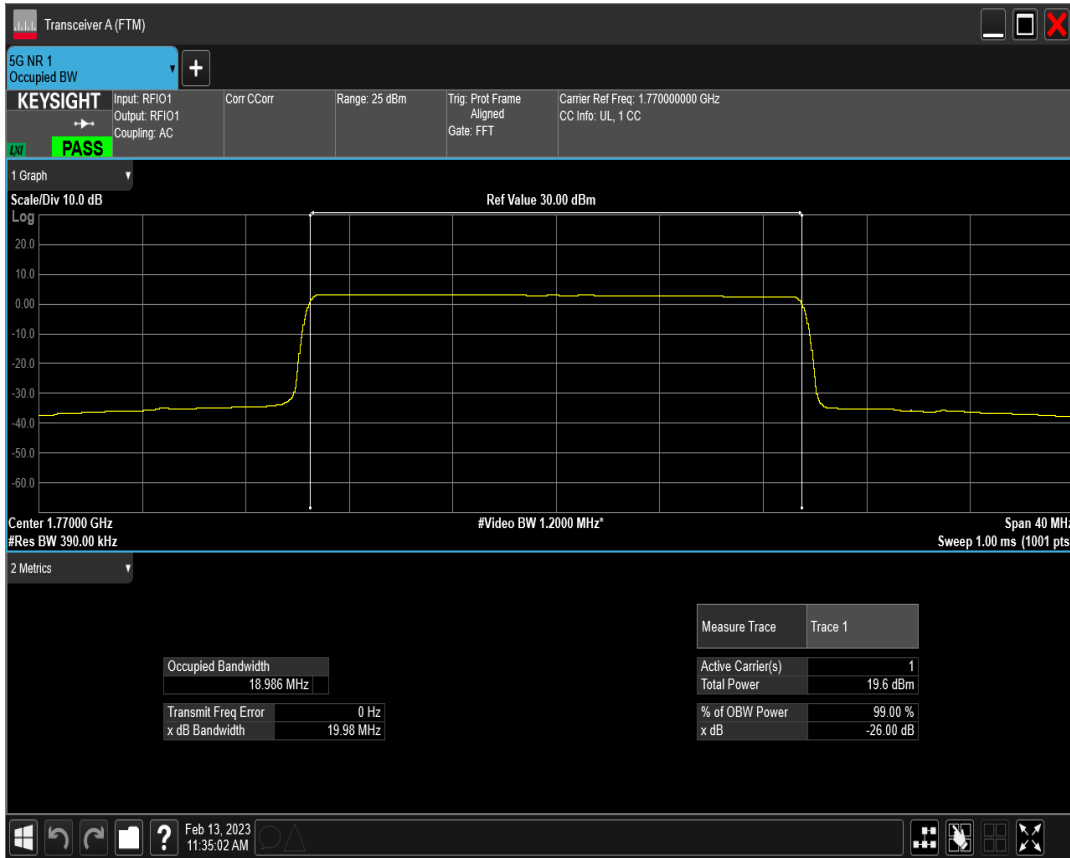 Transceiver A (FTM)
5G NR 1
Occupied BW
+
KEYSIGHT
LXI
PASS
Input: RFIO1
Output: RFIO1
Coupling: AC
Corr CCorr
Range: 25 dBm
Trig: Prot Frame
Aligned
Gate: FFT
Carrier Ref Freq: 1.770000000 GHz
CC Info: UL, 1 CC
1 Graph
Scale/Div 10.0 dB
Ref Value 30.00 dBm
Log
20.0
10.0
0.00
-10.0
-20.0
-30.0
-40.0
-50.0
-60.0
Center 1.77000 GHz
#Video BW 1.2000 MHz*
Span 40 MHz
#Res BW 390.00 kHz
Sweep 1.00 ms (1001 pts
2 Metrics
Measure Trace Trace 1
Occupied Bandwidth
18.986 MHz
Active Carrier(s) 1
Total Power 19.6 dBm
Transmit Freq Error 0 Hz
x dB Bandwidth 19.98 MHz
% of OBW Power 99.00 %
x dB -26.00 dB
?
Feb 13, 2023
11:35:02 AM